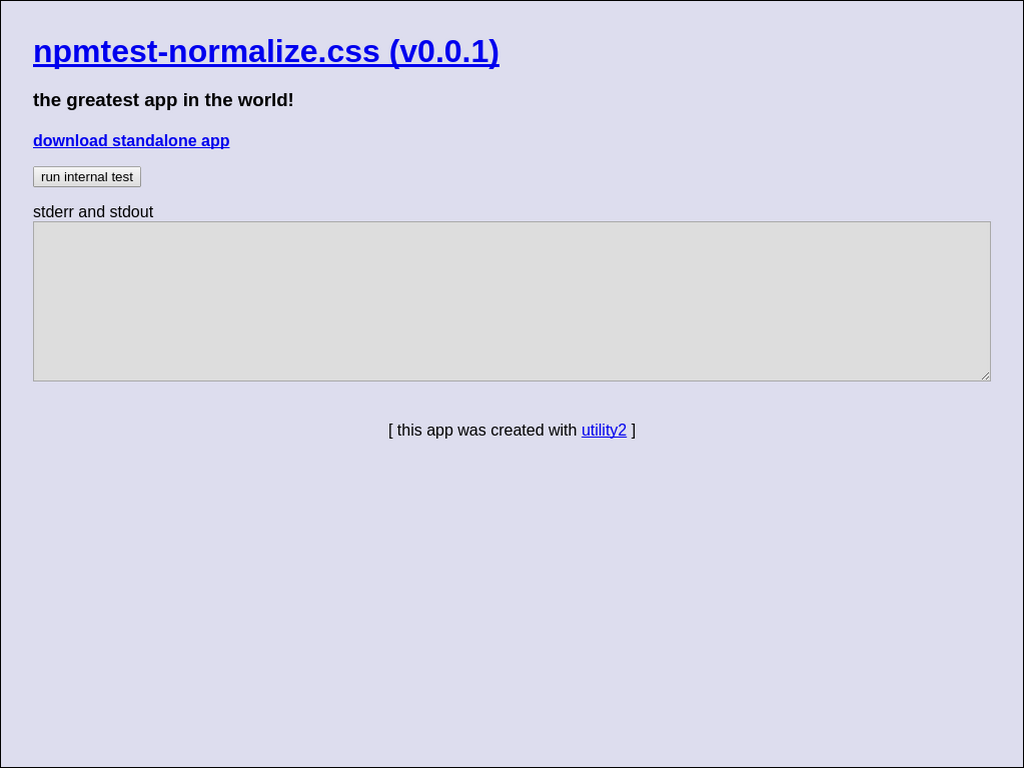 npmtest-normalize.css (v0.0.1)
the greatest app in the world!
download standalone app
run internal test
stderr and stdout
[ this app was created with utility2 ]